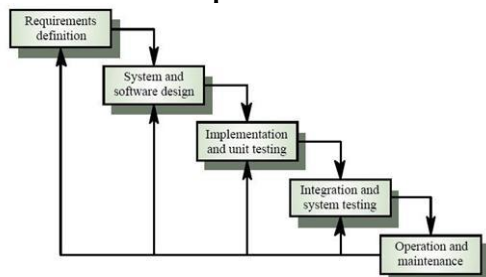 Requirements
definition
System and
software design
Implementation
and unit testing
Integration and
system testing
Operation and
maintenance